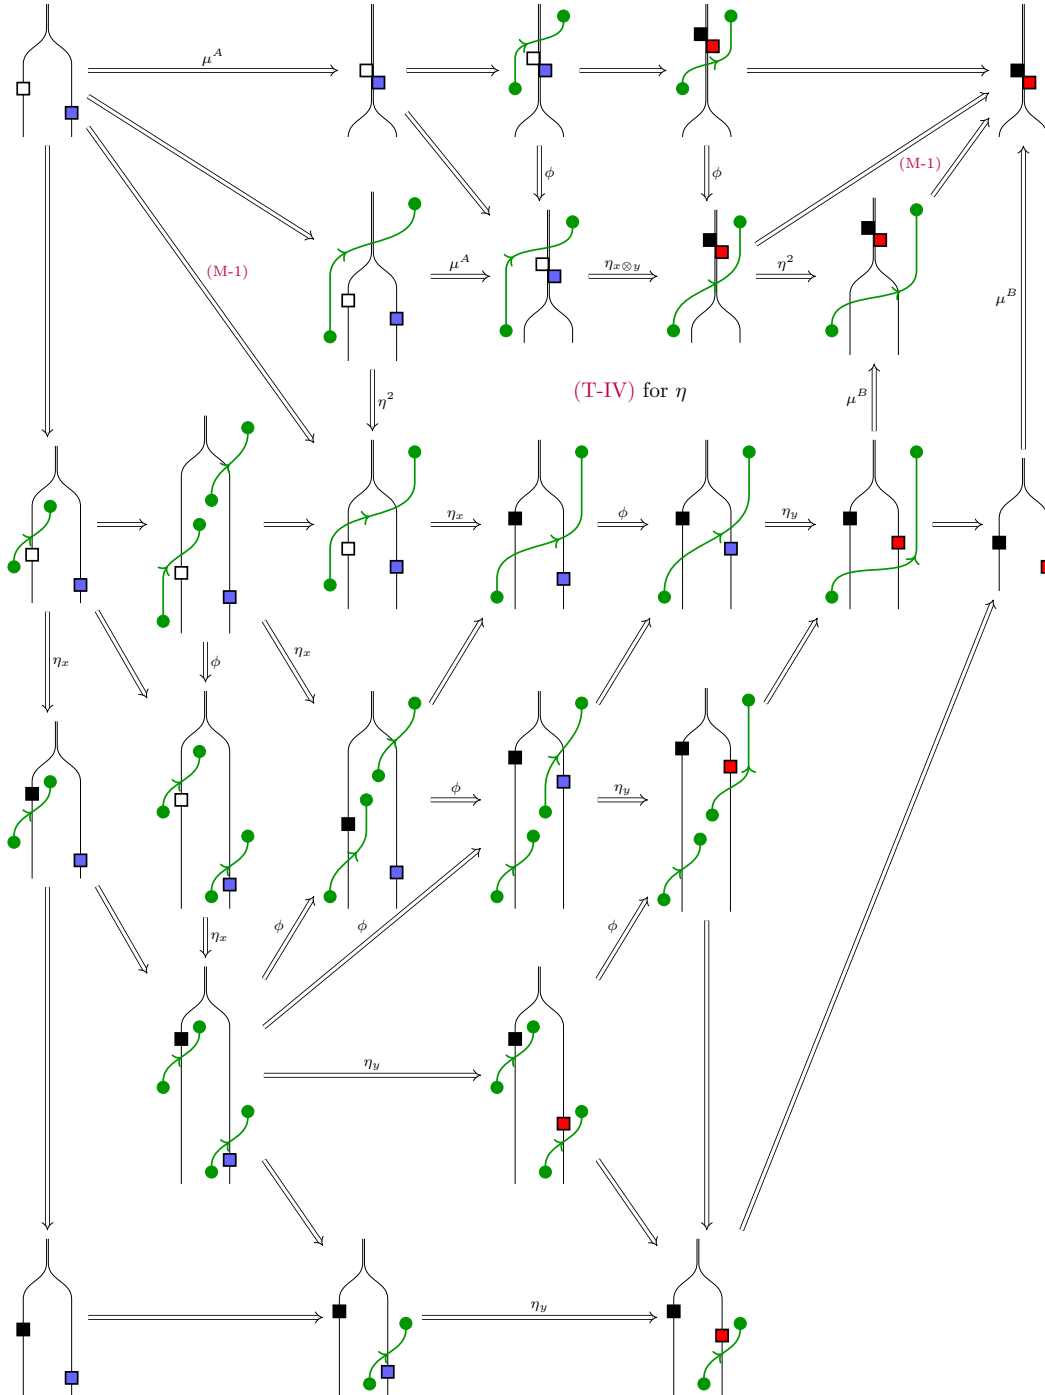 μ^A
(M-1)
ϕ
ϕ
(M-1)
μ^A
η_{x⊗y}
η^2
μ^B
(T-IV) for η
η^2
μ^B
η_x
ϕ
η_y
η_x
ϕ
η_x
ϕ
η_y
η_x
ϕ
ϕ
ϕ
η_y
η_y